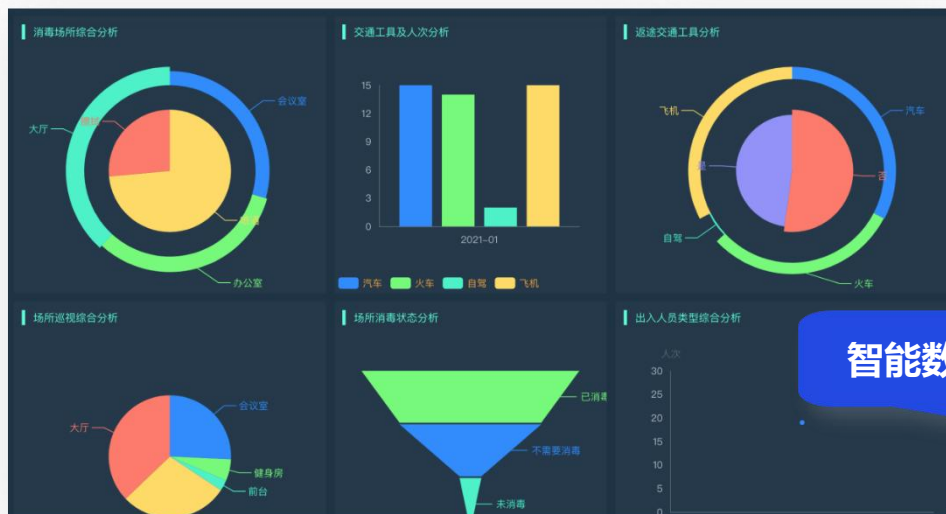 消毒场所综合分析
会议室
大厅
办公室
交通工具及人次分析
15
12
9
6
3
0
2021-01
汽车 火车 自驾 飞机
返途交通工具分析
飞机
汽车
否
自驾
火车
场所巡视综合分析
会议室
大厅
健身房
前台
场所消毒状态分析
已消毒
不需要消毒
未消毒
出入人员类型综合分析
人次
30
25
20
15
10
5
0
智能数